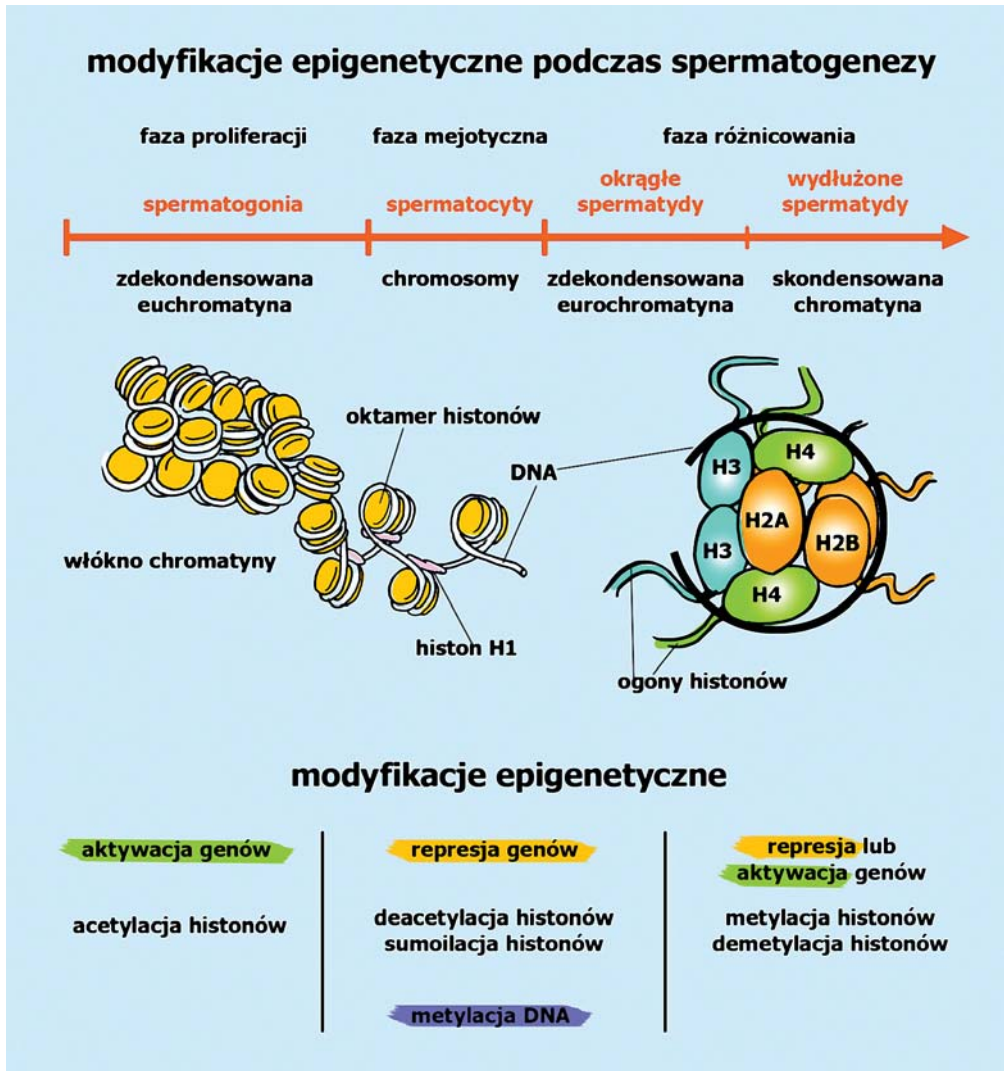 modyfikacje epigenetyczne podczas spermatogenezy
faza proliferacji
faza mejotyczna
faza różnicowania
spermatogonia
spermatocyty
okrągłe
spermatydy
wydłużone
spermatydy
zdekondensowana
euchromatyna
chromosomy
zdekondensowana
eurochromatyna
skondensowana
chromatyna
oktamer histonów
DNA
włókno chromatyny
histon H1
H3
H4
H2A
H3
H2B
H4
ogony histonów
modyfikacje epigenetyczne
aktywacja genów
acetylacja histonów
represja genów
deacetylacja histonów
sumoilacja histonów
metylacja DNA
represja lub
aktywacja genów
metylacja histonów
demetylacja histonów